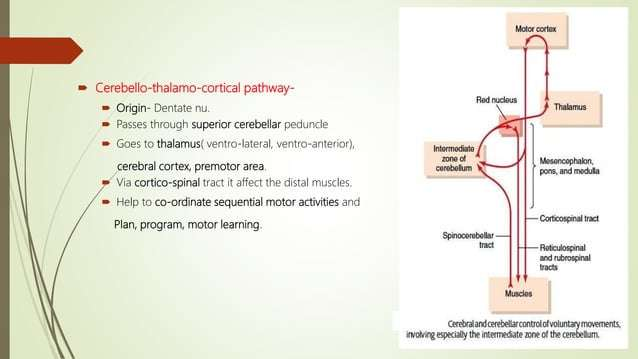 Cerebello-thalamo-cortical pathway-
Origin- Dentate nu.
Passes through superior cerebellar peduncle
Goes to thalamus( ventro-lateral, ventro-anterior),
cerebral cortex, premotor area.
Via cortico-spinal tract it affect the distal muscles.
Help to co-ordinate sequential motor activities and
Plan, program, motor learning.
Motor cortex
Red nucleus
Thalamus
Intermediate
zone of
cerebellum
Mesencephalon,
pons, and medulla
Corticospinal tract
Spinocerebellar
tract
Reticulospinal
and rubrospinal
tracts
Muscles
Cerebral and cerebellar control of voluntary movements,
involving especially the intermediate zone of the cerebellum.